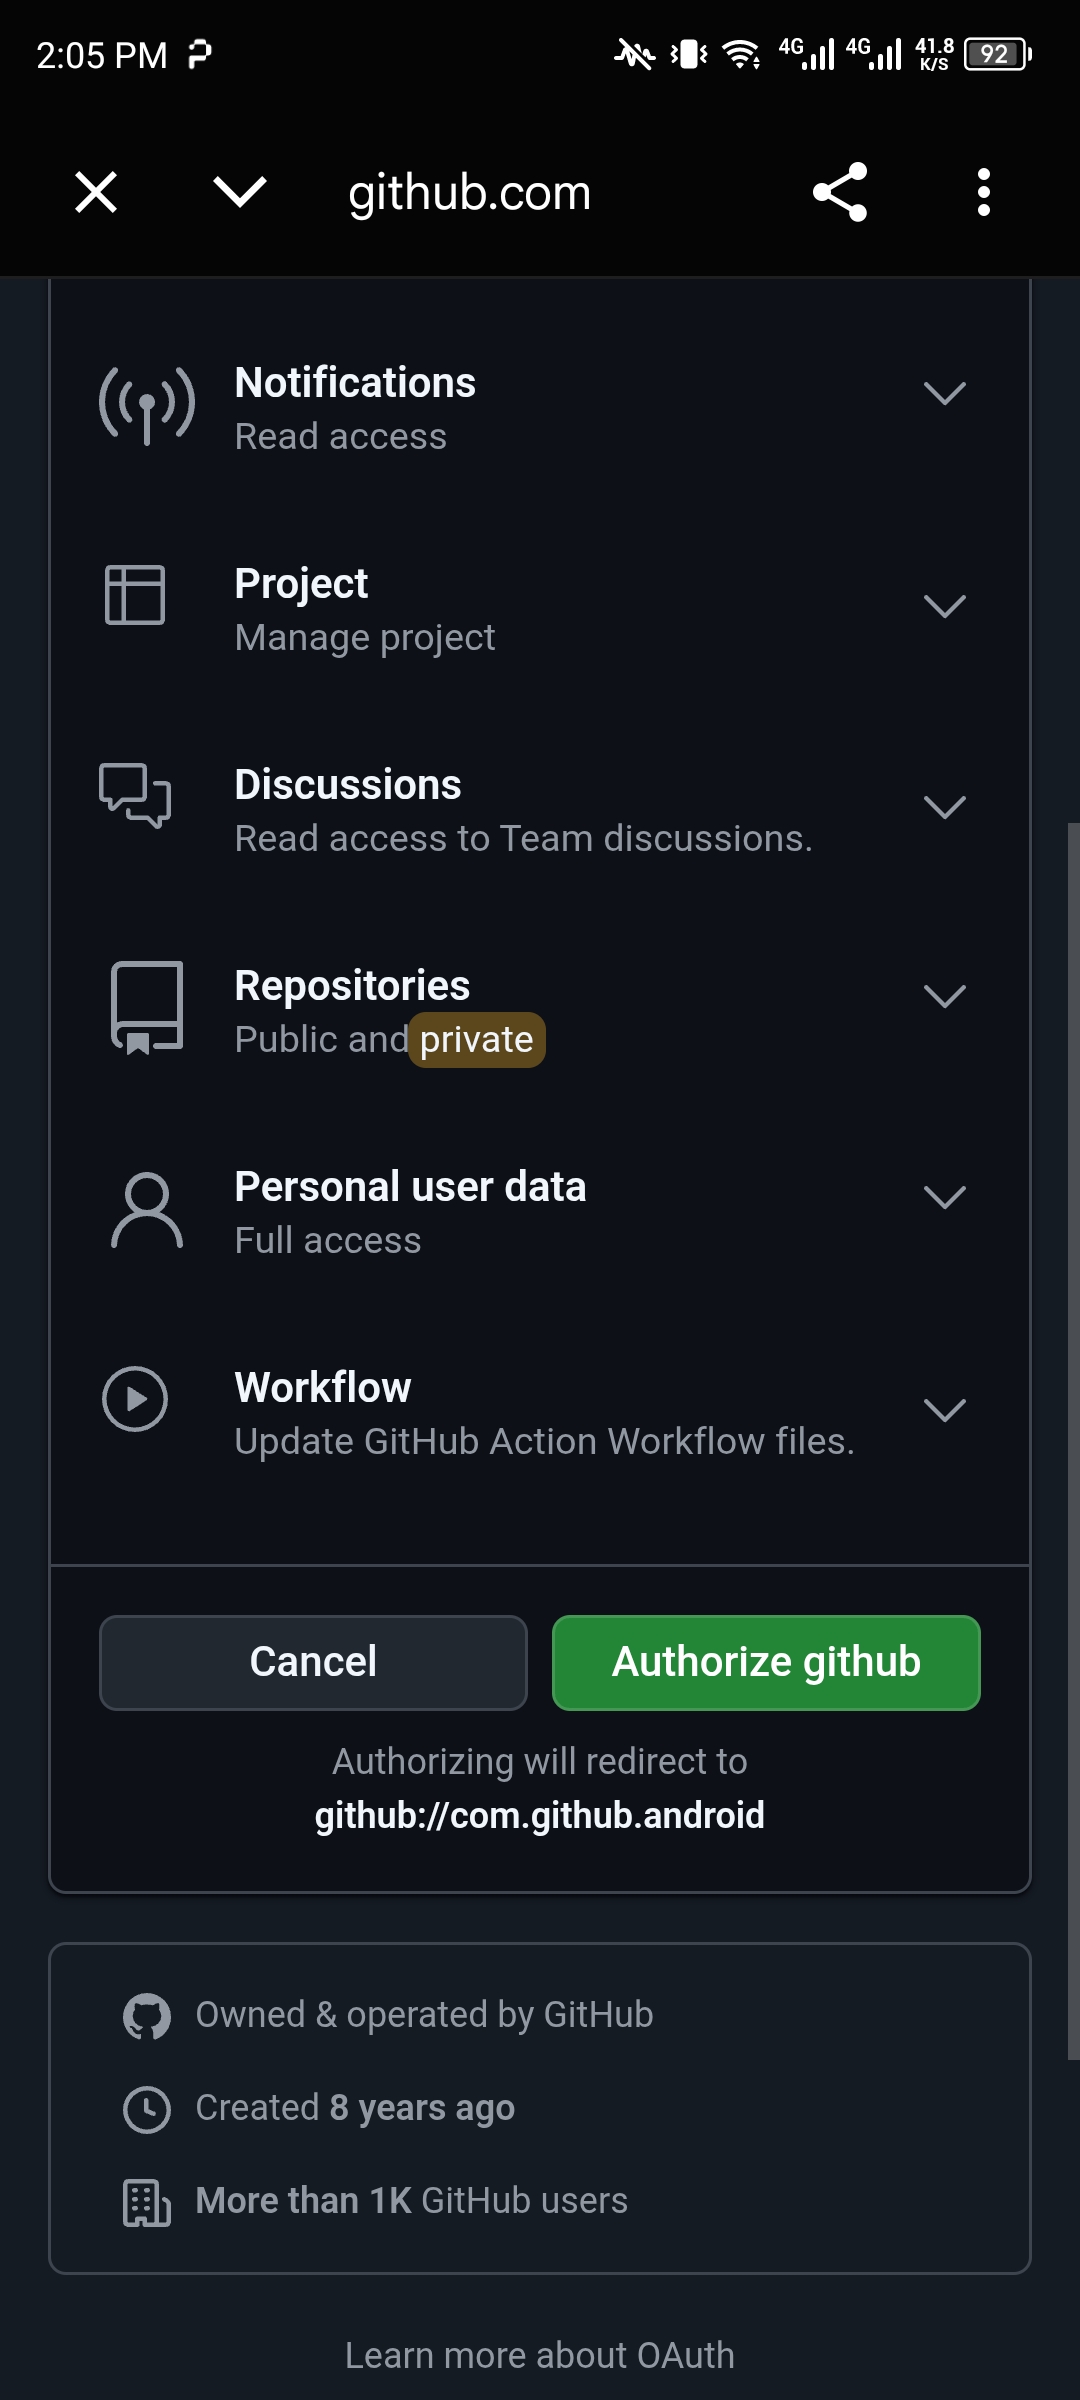 2:05 PM
4G 4G 41.8 K/S 92
github.com
Notifications
Read access
Project
Manage project
Discussions
Read access to Team discussions.
Repositories
Public and private
Personal user data
Full access
Workflow
Update GitHub Action Workflow files.
Cancel Authorize github
Authorizing will redirect to
github://com.github.android
Owned & operated by GitHub
Created 8 years ago
More than 1K GitHub users
Learn more about OAuth